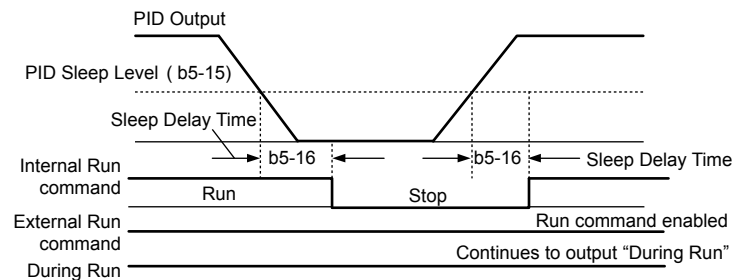 PID Output
PID Sleep Level ( b5-15)
Sleep Delay Time
b5-16
b5-16
Sleep Delay Time
Internal Run
command
Run
Stop
External Run
command
Run command enabled
Continues to output “During Run”
During Run